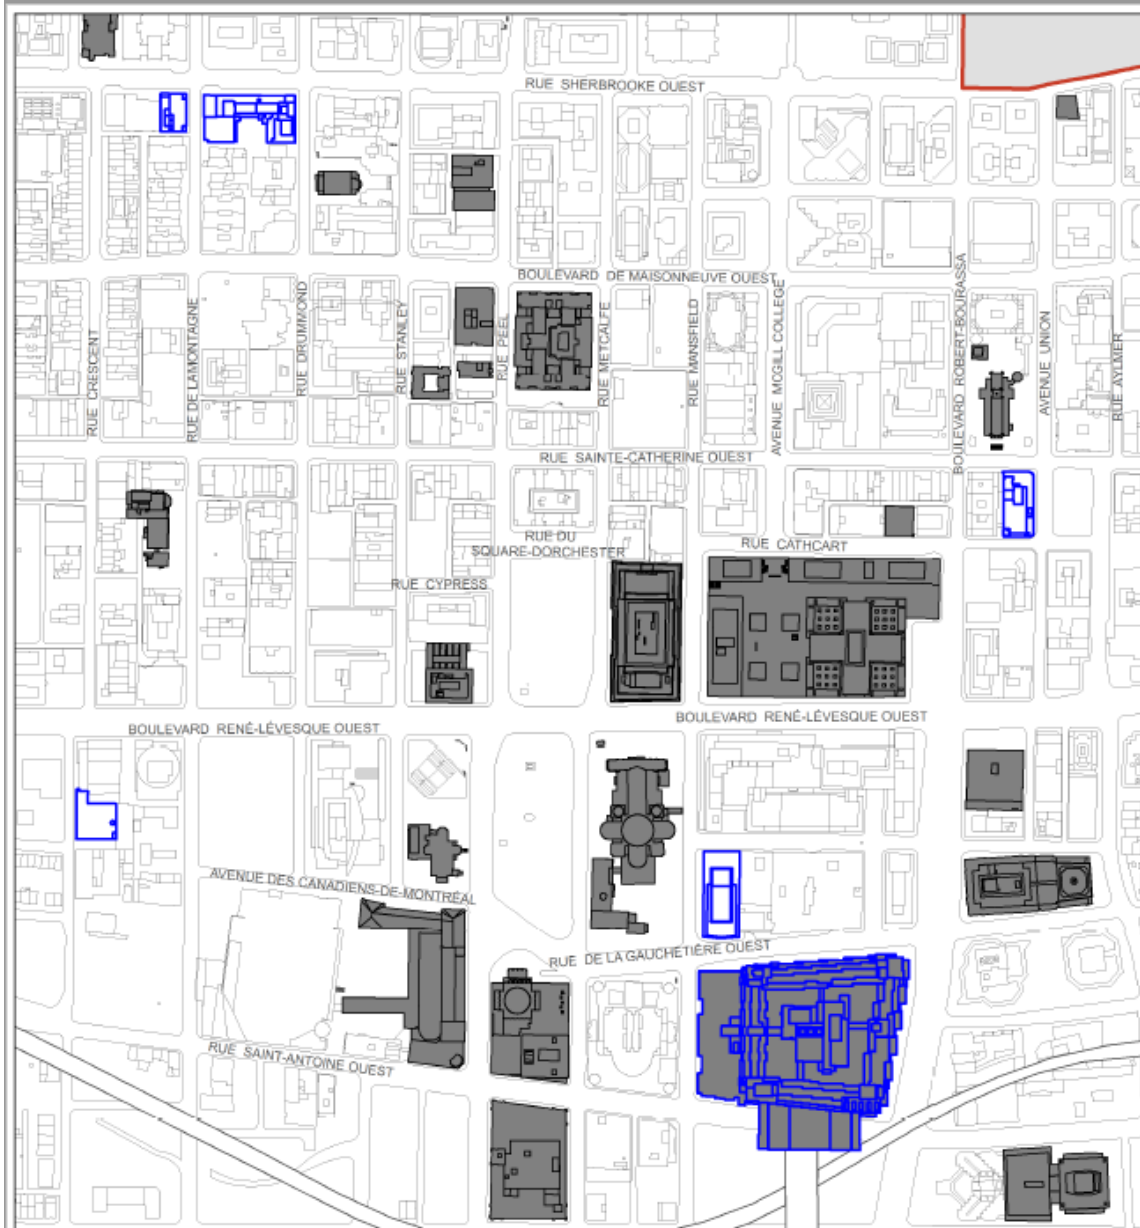 RUE SHERBROOKE OUEST
BOULEVARD DE MAISONNEUVE OUEST
RUE CRESCENT
RUE DE LAMONTAGNE
RUE DRUMMOND
RUE STANLEY
RUE PEEL
RUE METCALFE
RUE MANSFIELD
AVENUE MCGILL COLLEGE
BOULEVARD ROBERT-BOURASSA
AVENUE UNION
RUE AYLMER
RUE SAINTE-CATHERINE OUEST
RUE DU
SQUARE-DORCHESTER
RUE CATHCART
RUE CYPRESS
BOULEVARD RENÉ-LÉVESQUE OUEST
BOULEVARD RENÉ-LÉVESQUE OUEST
AVENUE DES CANADIENS-DE-MONTRÉAL
RUE DE LA GAUCHETIÈRE OUEST
RUE SAINT-ANTOINE OUEST